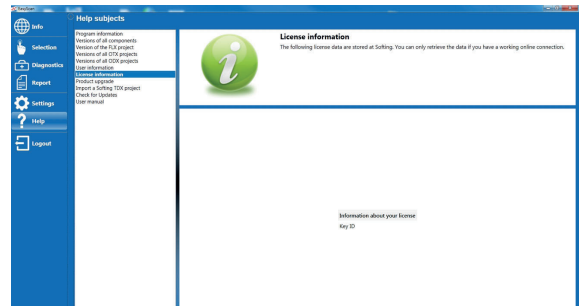 Help subjects
Info
Selection
Diagnostics
Report
Settings
Help
Logout
Program information
Versions of all components
Version of the FLX project
Versions of all OTX projects
Versions of all ODX projects
User information
License information
Product upgrade
Import a Softing TDX project
Check for Updates
User manual
License information
The following license data are stored at Softing. You can only retrieve the data if you have a working online connection.
Information about your license
Key ID